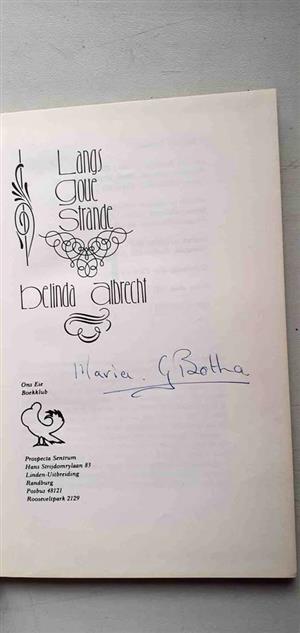 Langs
Goue
Strande
Belinda Albrecht
Maria. G Botha
Ons Eie
Boekklub
Prospecta Sentrum
Hans Strijdomrylaan 83
Linden-Uitbreiding
Randburg
Posbus 48121
Rooseveltpark 2129